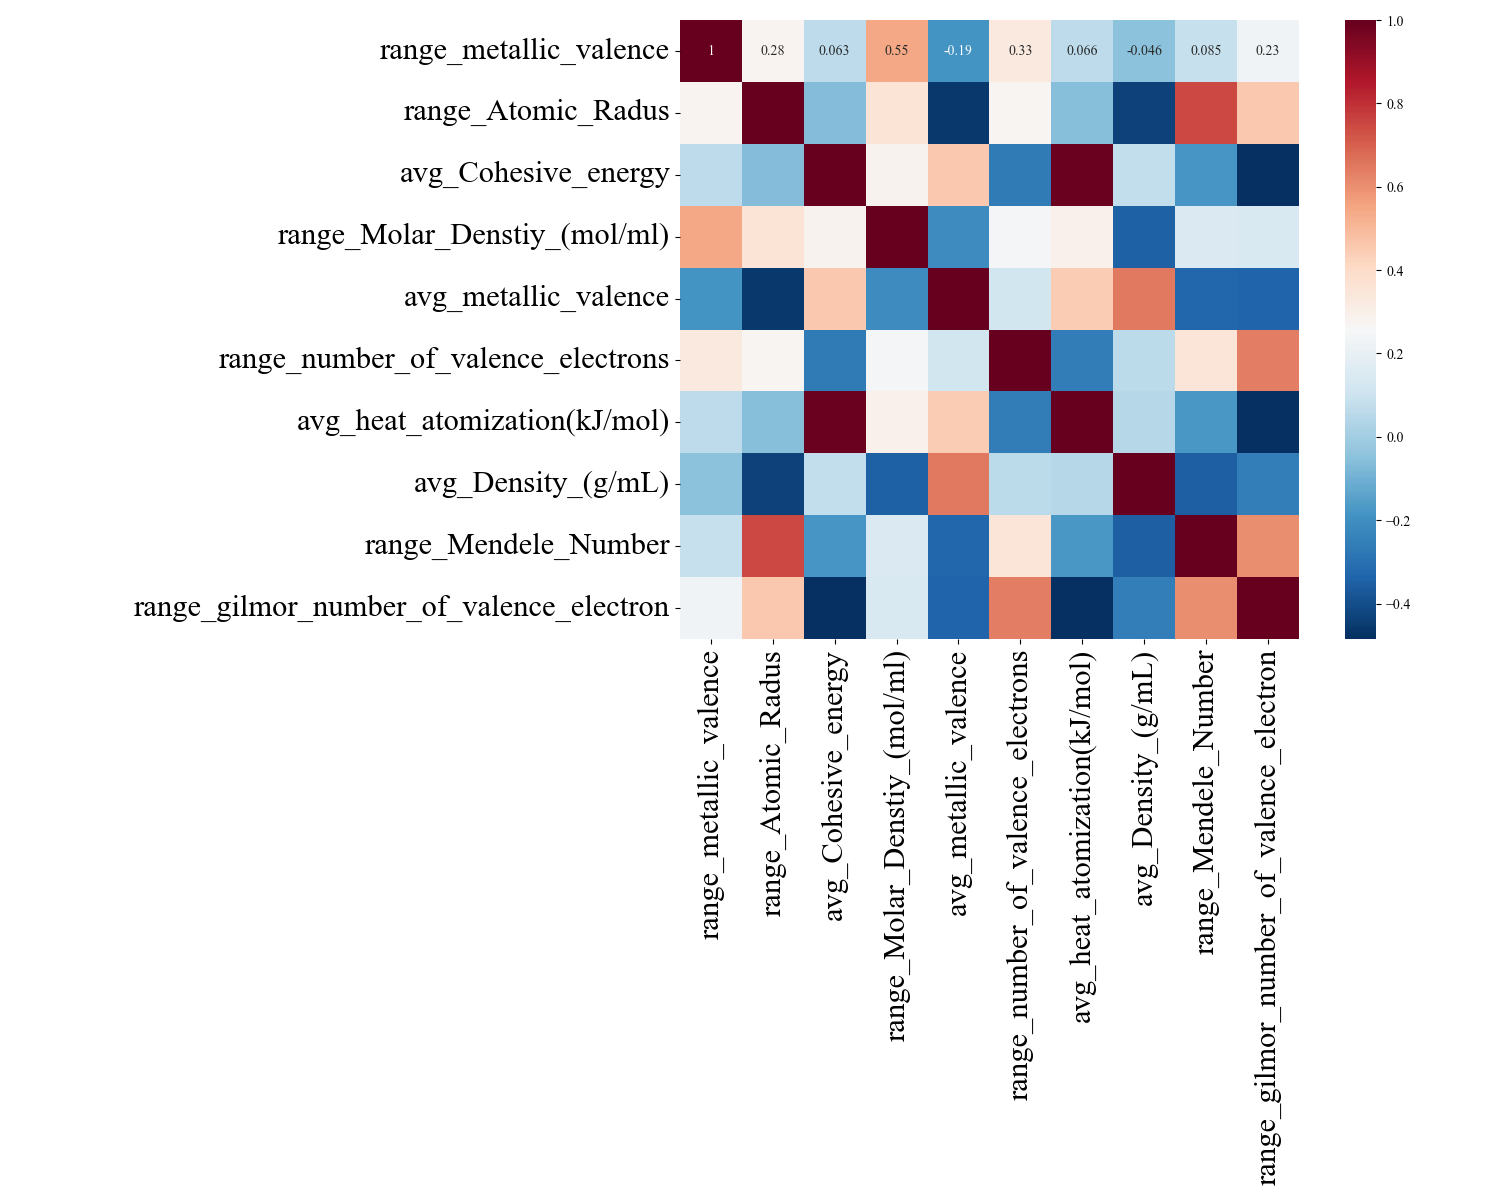 range_metallic_valence
1 0.28 0.063 0.55 -0.19 0.33 0.066 -0.046 0.085 0.23
range_Atomic_Radus
avg_Cohesive_energy
range_Molar_Denstiy_(mol/ml)
avg_metallic_valence
range_number_of_valence_electrons
avg_heat_atomization(kJ/mol)
avg_Density_(g/mL)
range_Mendele_Number
range_gilmor_number_of_valence_electron
range_metallic_valence
range_Atomic_Radus
avg_Cohesive_energy
range_Molar_Denstiy_(mol/ml)
avg_metallic_valence
range_number_of_valence_electrons
avg_heat_atomization(kJ/mol)
avg_Density_(g/mL)
range_Mendele_Number
range_gilmor_number_of_valence_electron
1.0
0.8
0.6
0.4
0.2
0.0
−0.2
−0.4